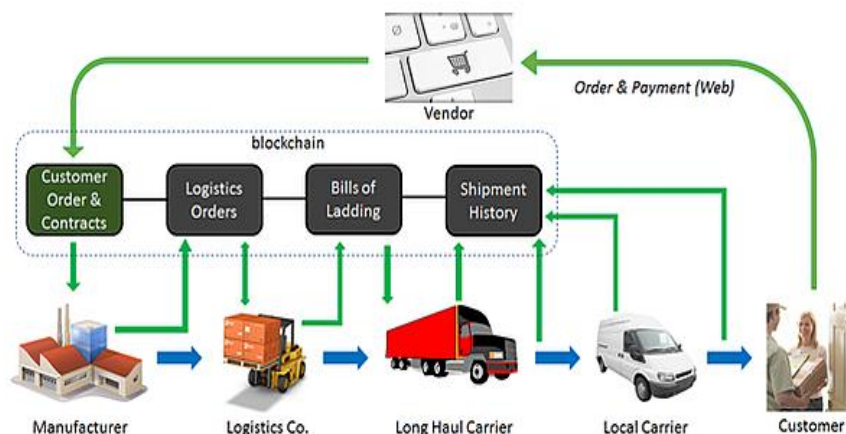 Order & Payment (Web)
Vendor
blockchain
Customer
Order &
Contracts
Logistics
Orders
Bills of
Ladding
Shipment
History
Manufacturer
Logistics Co.
Long Haul Carrier
Local Carrier
Customer